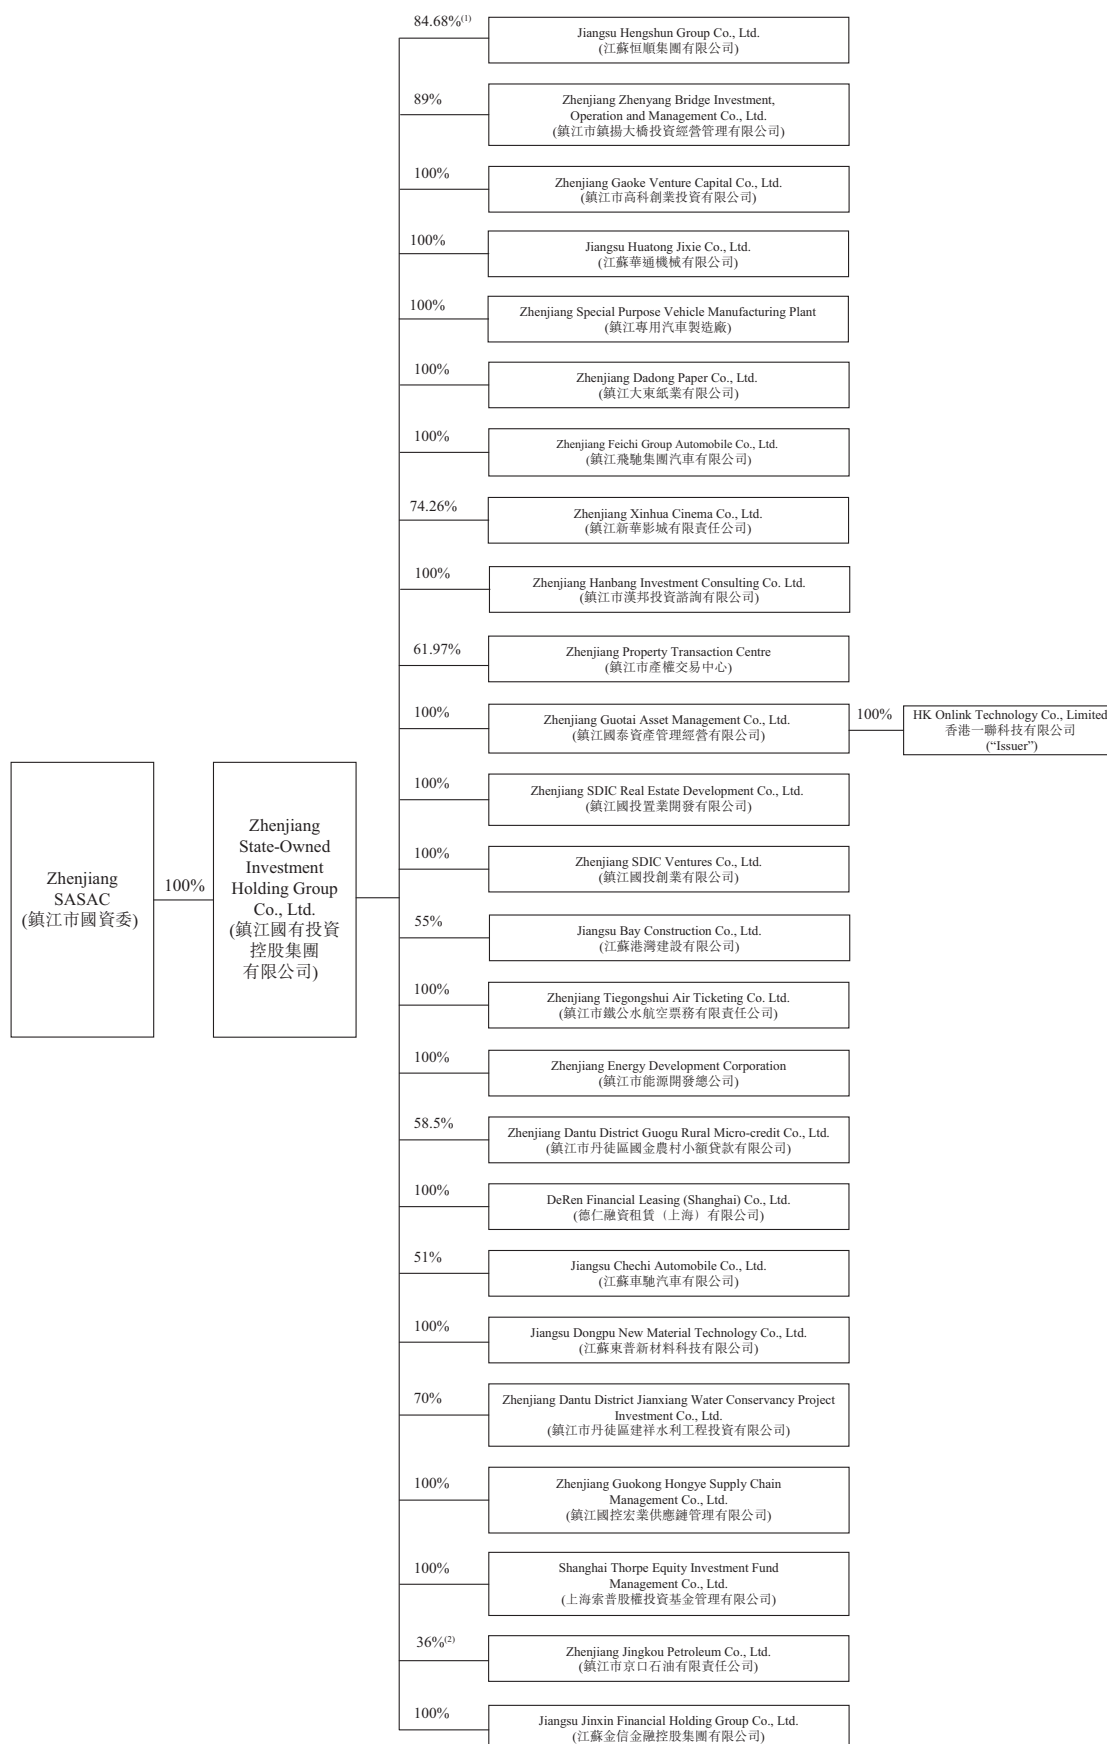 84.68%(1)
Jiangsu Hengshun Group Co., Ltd.
(江蘇恒順集團有限公司)
89%
Zhenjiang Zhenyang Bridge Investment,
Operation and Management Co., Ltd.
(鎮江市鎮揚大橋投資經營管理有限公司)
100%
Zhenjiang Gaoke Venture Capital Co., Ltd.
(鎮江市高科創業投資有限公司)
100%
Jiangsu Huatong Jixie Co., Ltd.
(江蘇華通機械有限公司)
100%
Zhenjiang Special Purpose Vehicle Manufacturing Plant
(鎮江專用汽車製造廠)
100%
Zhenjiang Dadong Paper Co., Ltd.
(鎮江大東紙業有限公司)
100%
Zhenjiang Feichi Group Automobile Co., Ltd.
(鎮江飛馳集團汽車有限公司)
74.26%
Zhenjiang Xinhua Cinema Co., Ltd.
(鎮江新華影城有限責任公司)
100%
Zhenjiang Hanbang Investment Consulting Co. Ltd.
(鎮江市漢邦投資諮詢有限公司)
61.97%
Zhenjiang Property Transaction Centre
(鎮江市產權交易中心)
100%
Zhenjiang Guotai Asset Management Co., Ltd.
(鎮江國泰資產管理經營有限公司)
100%
HK Onlink Technology Co., Limited
香港一聯科技有限公司
(“Issuer”)
Zhenjiang
SASAC
(鎮江市國資委)
100%
Zhenjiang
State-Owned
Investment
Holding Group
Co., Ltd.
(鎮江國有投資
控股集團
有限公司)
100%
Zhenjiang SDIC Real Estate Development Co., Ltd.
(鎮江國投置業開發有限公司)
100%
Zhenjiang SDIC Ventures Co., Ltd.
(鎮江國投創業有限公司)
55%
Jiangsu Bay Construction Co., Ltd.
(江蘇港灣建設有限公司)
100%
Zhenjiang Tiegongshui Air Ticketing Co. Ltd.
(鎮江市鐵公水航空票務有限責任公司)
100%
Zhenjiang Energy Development Corporation
(鎮江市能源開發總公司)
58.5%
Zhenjiang Dantu District Guogu Rural Micro-credit Co., Ltd.
(鎮江市丹徒區國金農村小額貸款有限公司)
100%
DeRen Financial Leasing (Shanghai) Co., Ltd.
(德仁融資租賃（上海）有限公司)
51%
Jiangsu Chechi Automobile Co., Ltd.
(江蘇車馳汽車有限公司)
100%
Jiangsu Dongpu New Material Technology Co., Ltd.
(江蘇東普新材料科技有限公司)
70%
Zhenjiang Dantu District Jianxiang Water Conservancy Project
Investment Co., Ltd.
(鎮江市丹徒區建祥水利工程投資有限公司)
100%
Zhenjiang Guokong Hongye Supply Chain
Management Co., Ltd.
(鎮江國控宏業供應鏈管理有限公司)
100%
Shanghai Thorpe Equity Investment Fund
Management Co., Ltd.
(上海索普股權投資基金管理有限公司)
36%(2)
Zhenjiang Jingkou Petroleum Co., Ltd.
(鎮江市京口石油有限責任公司)
100%
Jiangsu Jinxin Financial Holding Group Co., Ltd.
(江蘇金信金融控股集團有限公司)